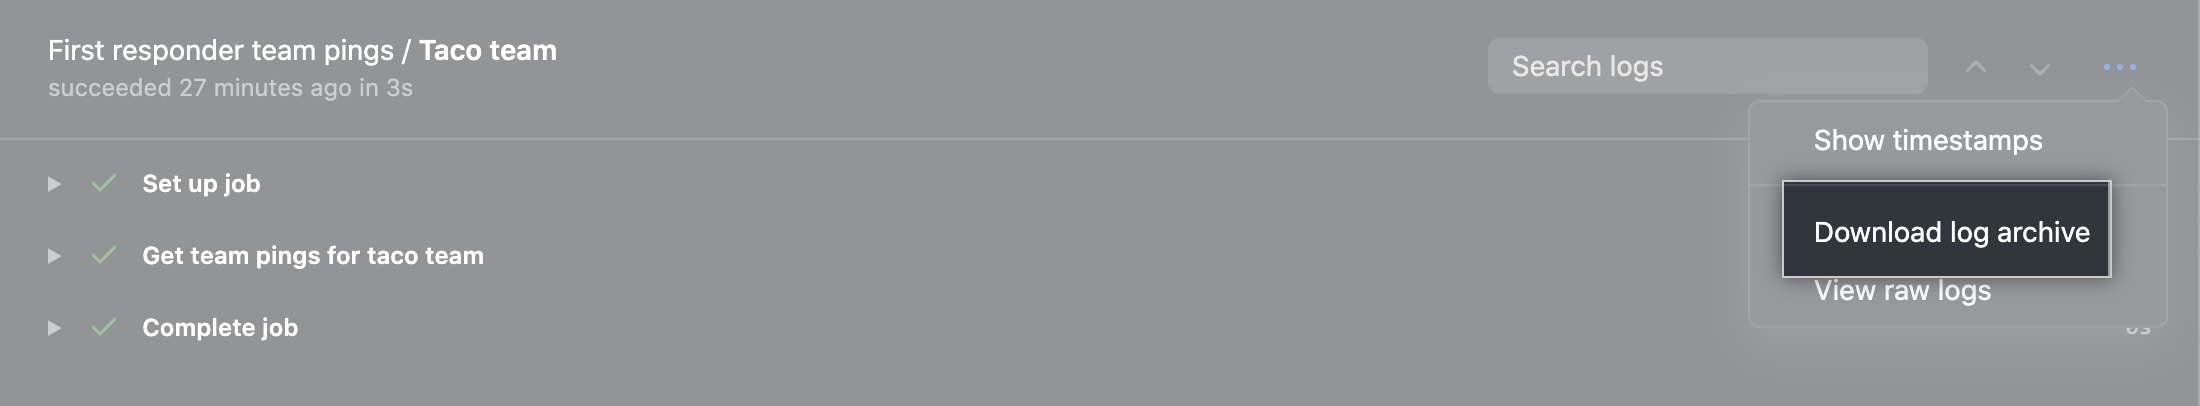 First responder team pings / Taco team
succeeded 27 minutes ago in 3s
Search logs
Show timestamps
Set up job
Download log archive
Get team pings for taco team
View raw logs
Complete job